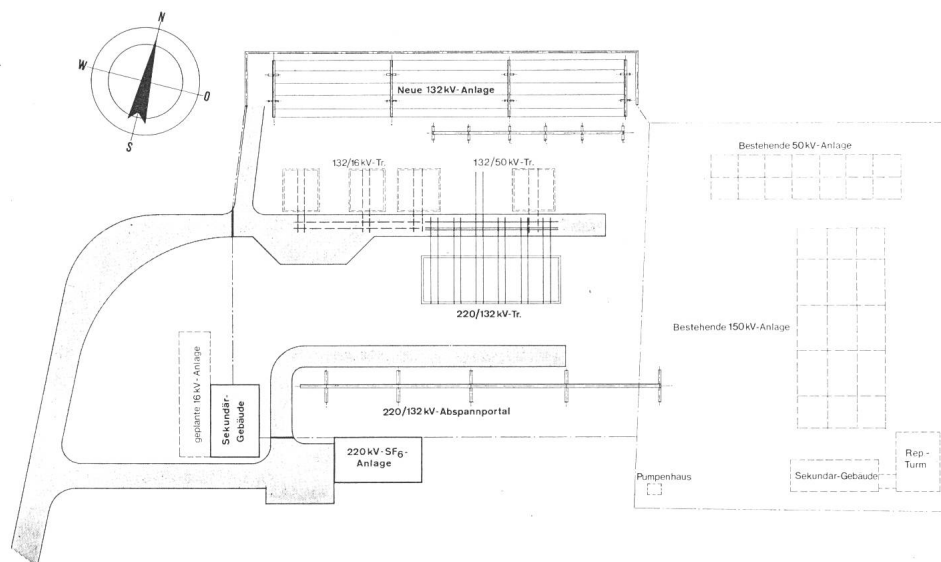 N
W
O
S
Neue 132 kV-Anlage
Bestehende 50 kV-Anlage
132/16 kV-Tr.
132/50 kV-Tr.
220/132 kV-Tr.
Bestehende 150 kV-Anlage
geplante 16 kV-Anlage
Sekundär-
Gebäude
220/132 kV-Abspannportal
220 kV-SF6-
Anlage
Pumpenhaus
Sekundär-Gebäude
Rep.-
Turm